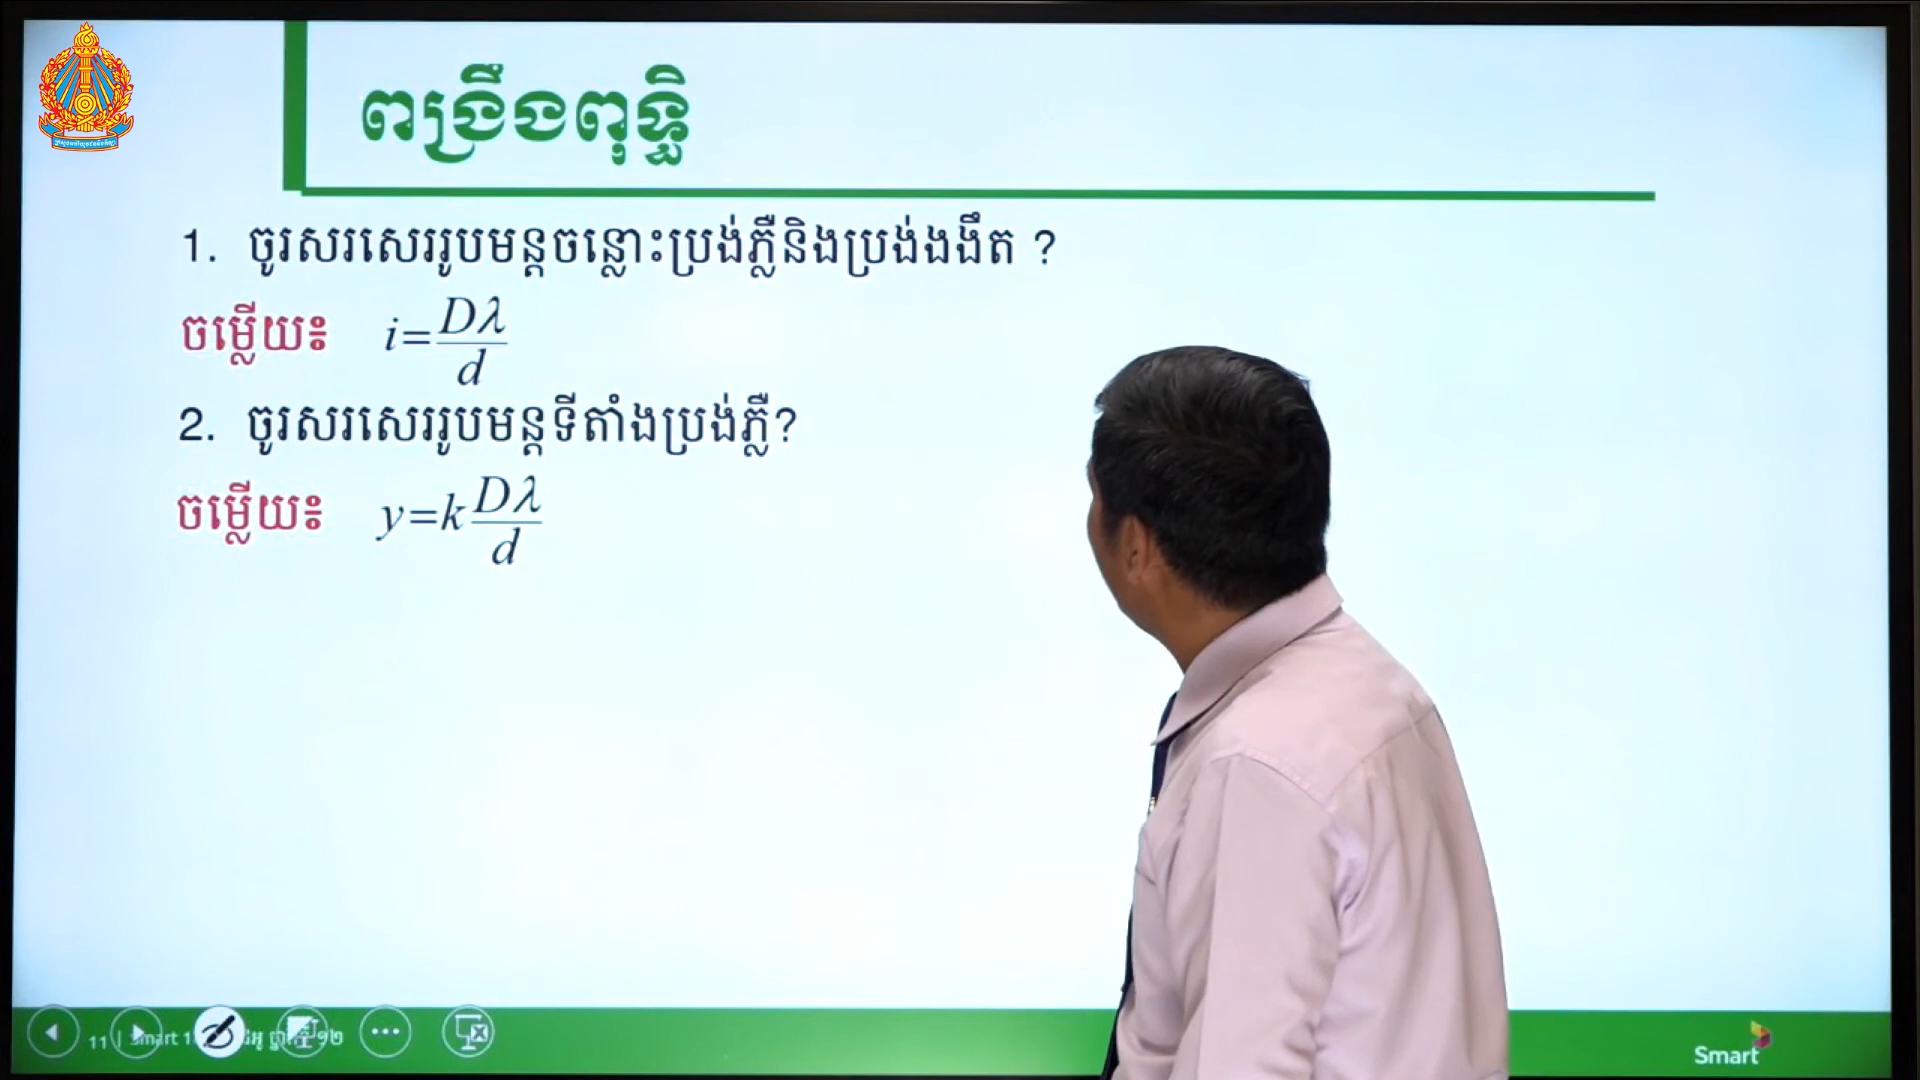 ពង្រឹងពុទ្ធិ
1. ចូរសរសេររូបមន្តចន្លោះប្រង់ភ្លឺនិងប្រង់ងងឹត ?
ចម្លើយ៖ i=Dλ/d
2. ចូរសរសេររូបមន្តទីតាំងប្រង់ភ្លឺ?
ចម្លើយ៖ y=k Dλ/d
11 | Smart
Smart